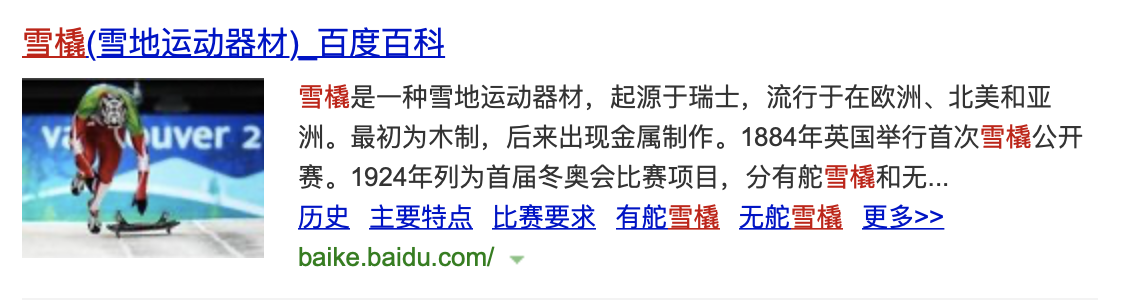 雪橇(雪地运动器材)_百度百科
雪橇是一种雪地运动器材，起源于瑞士，流行于在欧洲、北美和亚
洲。最初为木制，后来出现金属制作。1884年英国举行首次雪橇公开
赛。1924年列为首届冬奥会比赛项目，分有舵雪橇和无...
历史 主要特点 比赛要求 有舵雪橇 无舵雪橇 更多>>
baike.baidu.com/
vancouver 2